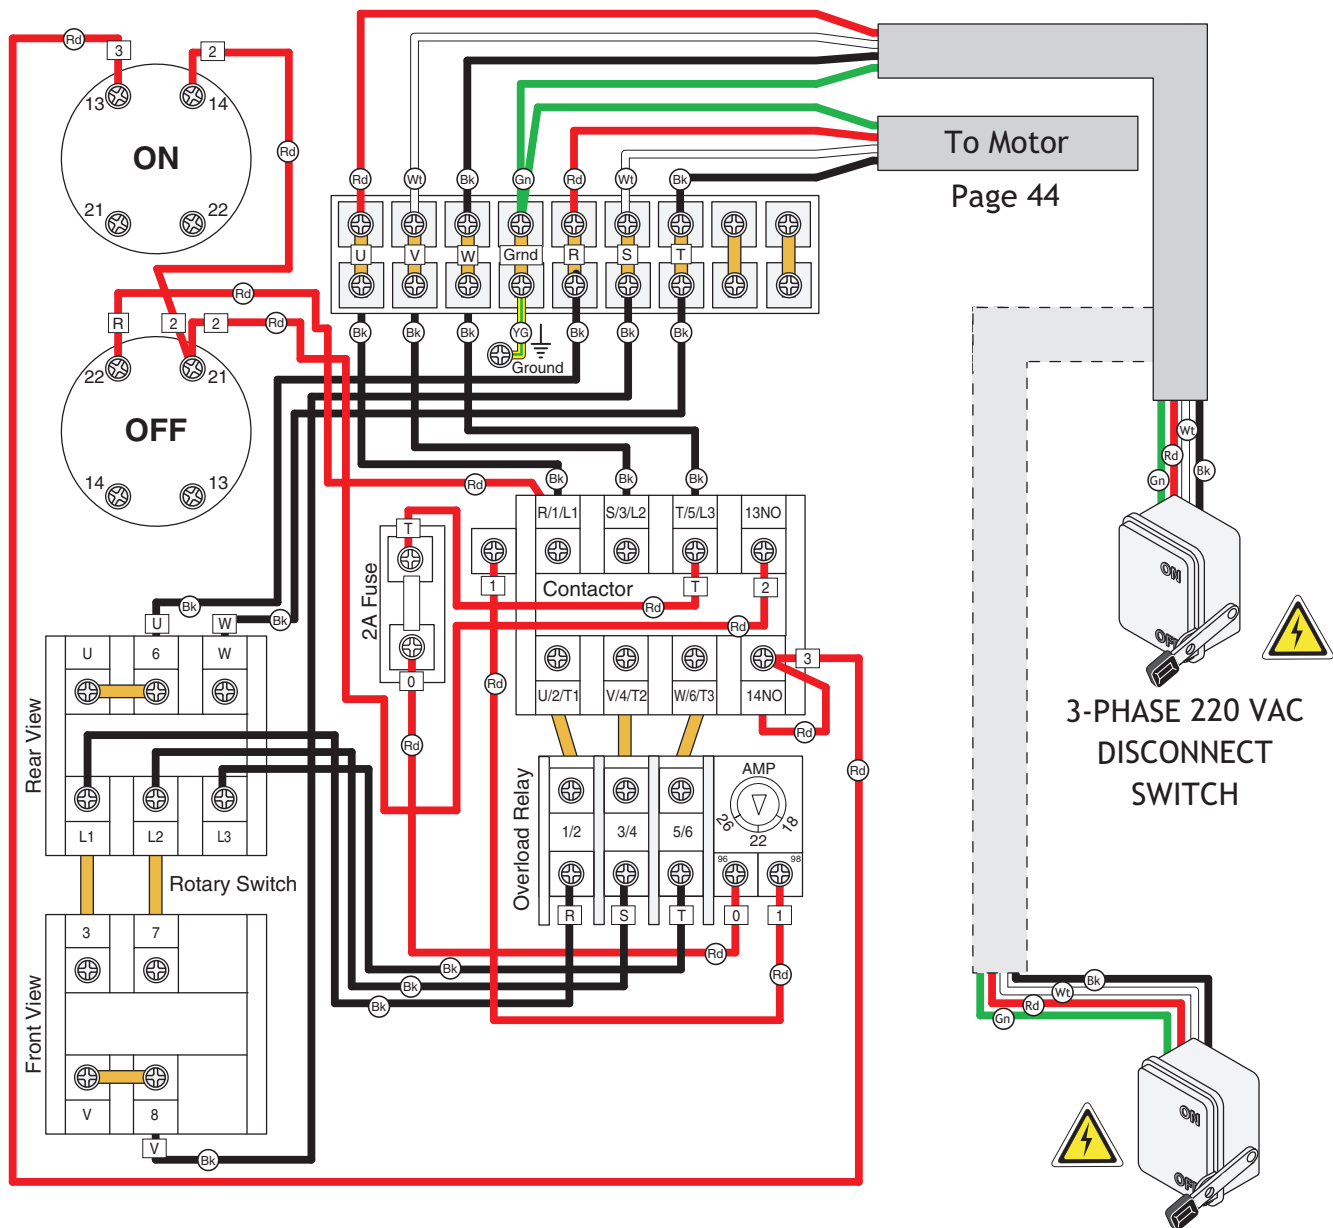 Rd
3
2
13
14
ON
Rd
21
22
To Motor
Page 44
Rd
Wt
Bk
Gn
Rd
Wt
Bk
U
V
W
Grnd
R
S
T
Bk
Bk
Bk
YG
Bk
Bk
Bk
Ground
Rd
R
2
2
Rd
22
21
OFF
14
13
Rd
Bk
Bk
Bk
R/1/L1
S/3/L2
T/5/L3
13NO
T
2A Fuse
1
Contactor
T
2
Rd
Rd
0
Rd
3
U/2/T1
V/4/T2
W/6/T3
14NO
Rd
Rd
Rd
Bk
U
W
Bk
U
6
W
Rear View
L1
L2
L3
Rotary Switch
3
7
Front View
V
8
V
Bk
Overload Relay
AMP
26
22
18
1/2
3/4
5/6
96
98
R
S
T
0
1
Rd
Rd
Bk
Bk
Bk
Wt
Rd
Bk
Gn
ON
OFF
3-PHASE 220 VAC
DISCONNECT
SWITCH
Bk
Wt
Rd
Gn
ON
OFF